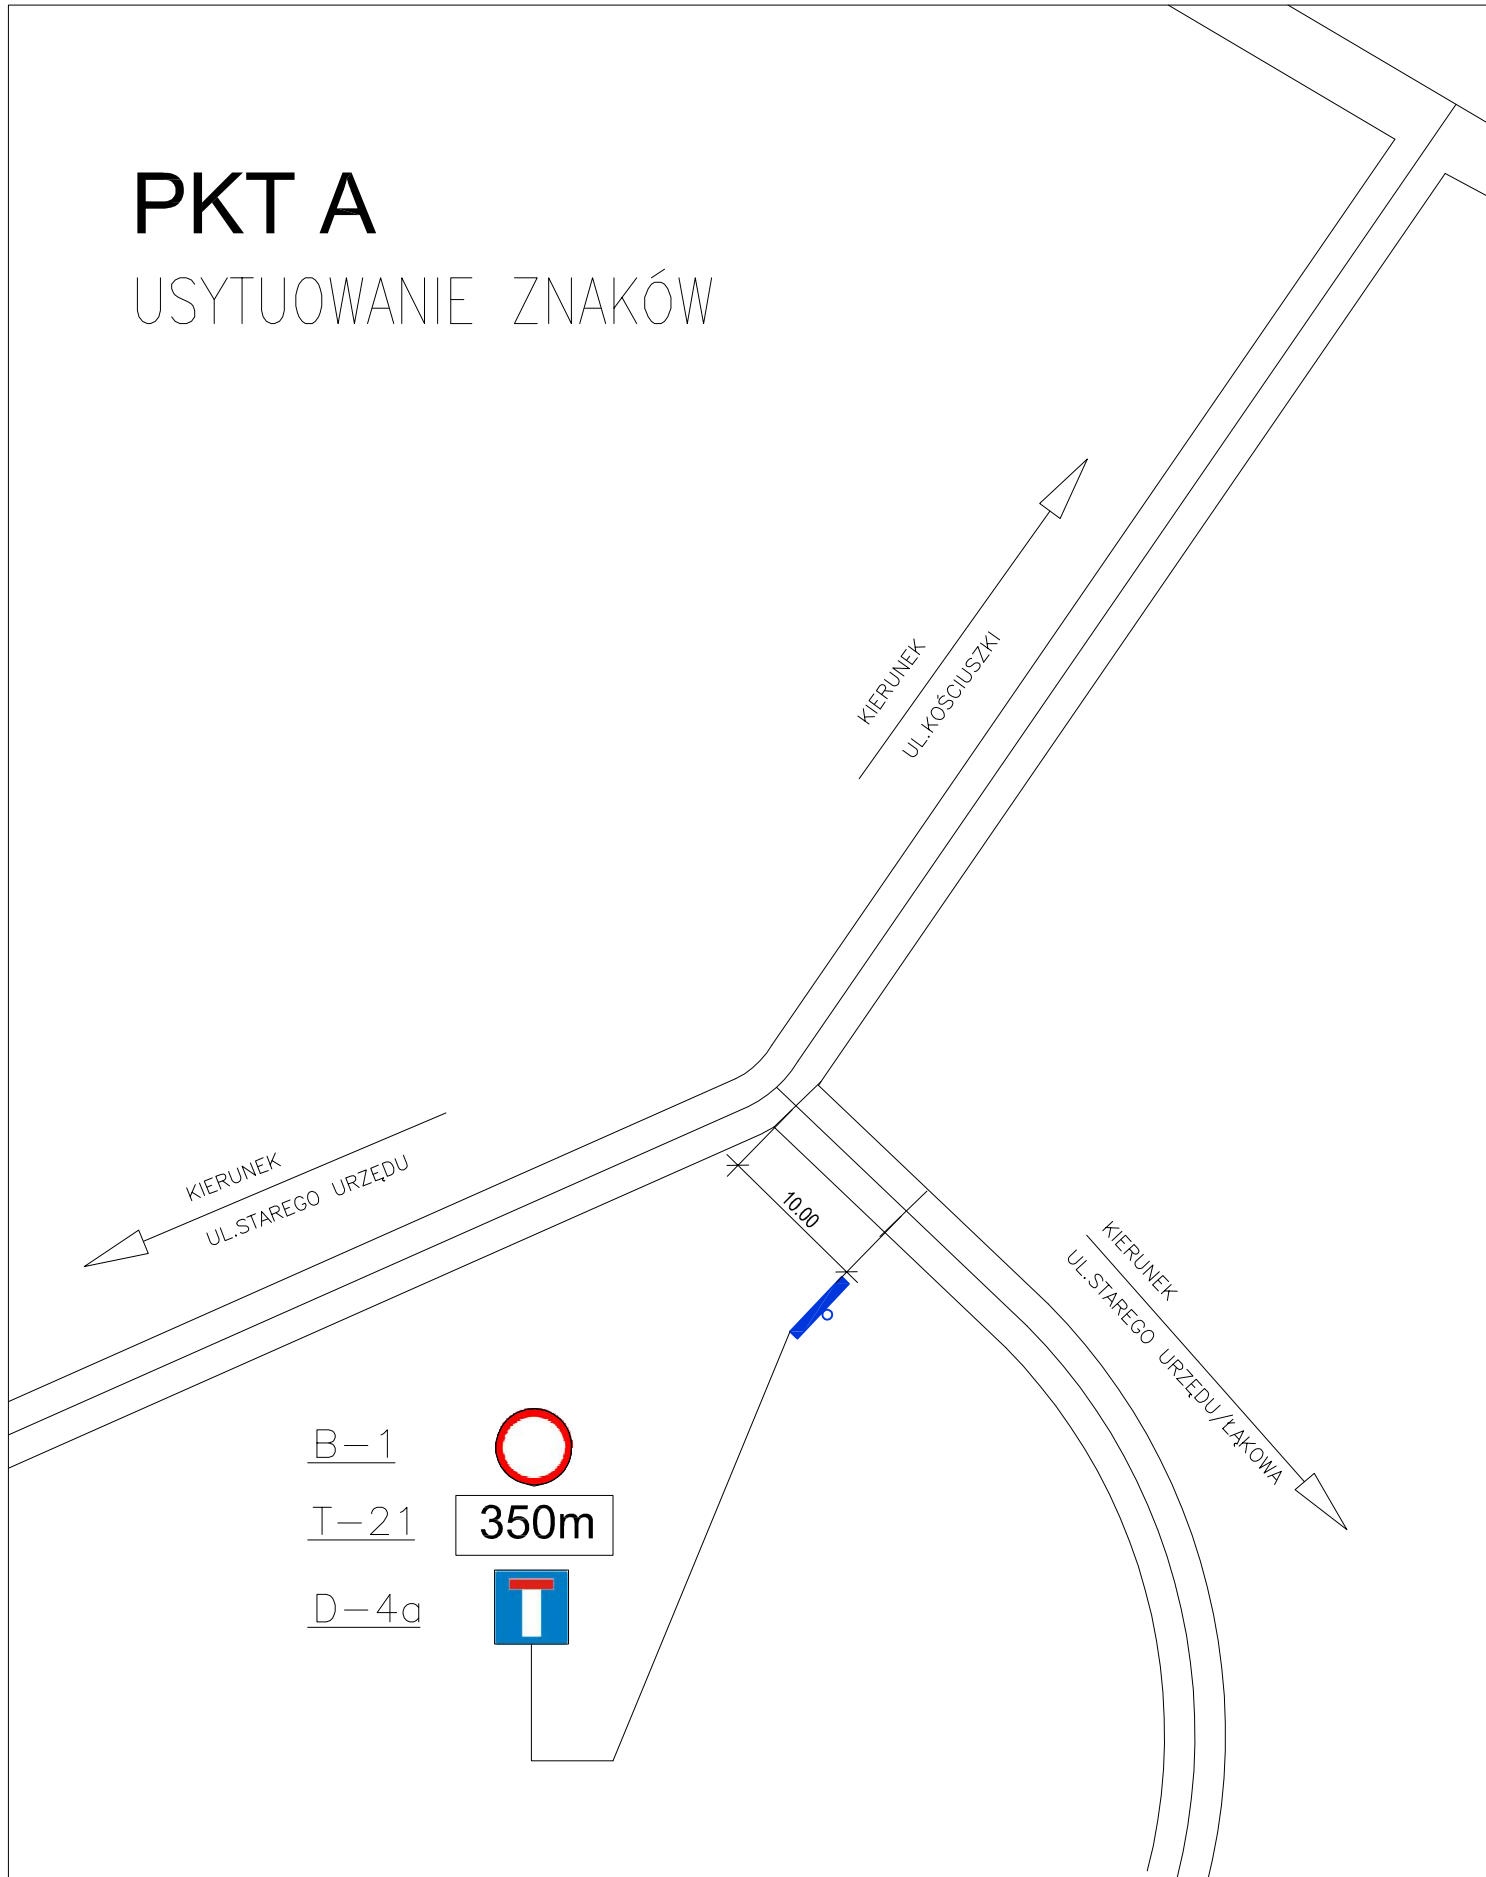 PKT A
USYTUOWANIE ZNAKÓW
KIERUNEK
UL.KOŚCIUSZKI
KIERUNEK
UL.STAREGO URZĘDU
10.00
KIERUNEK
UL.STAREGO URZĘDU/ŁĄKOWA
B-1
T-21
350m
D-4a